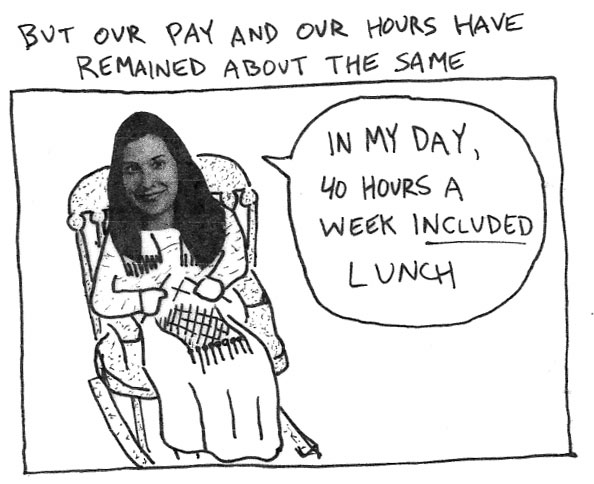 BUT OUR PAY AND OUR HOURS HAVE
REMAINED ABOUT THE SAME
IN MY DAY,
40 HOURS A
WEEK INCLUDED
LUNCH